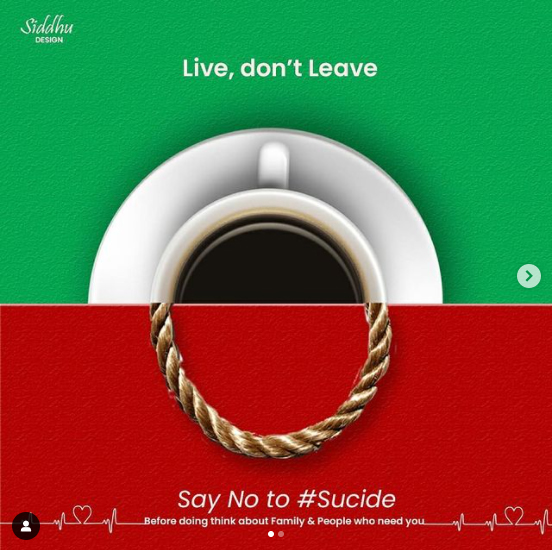 Siddhu
DESIGN
Live, don't Leave
Say No to #Sucide
Before doing think about Family & People who need you